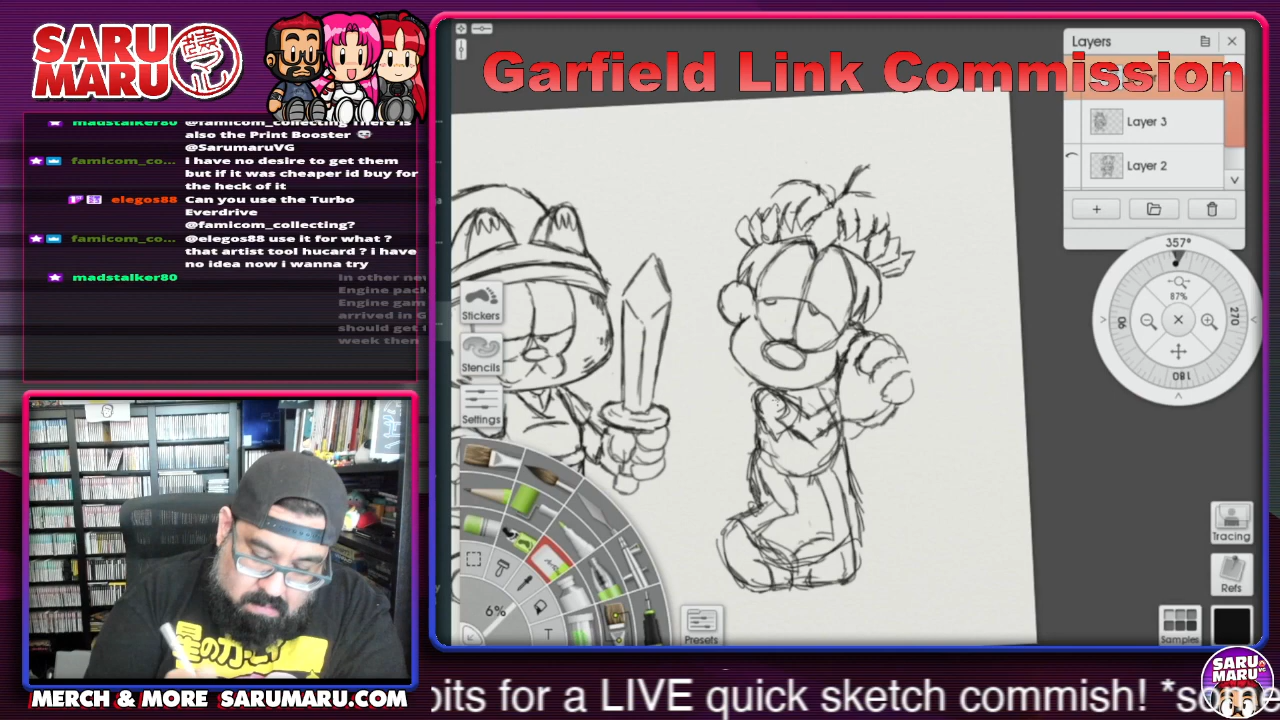 SARU
MARU
madstalker80 @famicom_collecting There is
also the Print Booster
@SarumaruVG
famicom_co... i have no desire to get them
but if it was cheaper id buy for
the heck of it
elegos88 Can you use the Turbo
Everdrive
@famicom_collecting?
famicom_co... @elegos88 use it for what ?
that artist tool hucard ? i have
no idea now i wanna try
madstalker80 In other ne
Engine pack
Engine gam
arrived in G
should get
week then
MERCH & MORE SARUMARU.COM
Garfield Link Commission
Layers
Layer 3
Layer 2
357°
87%
270
180
90
Stickers
Stencils
Settings
6%
T
Presets
Tracing
Refs
Samples
bits for a LIVE quick sketch commish! *some
SARU
MARU